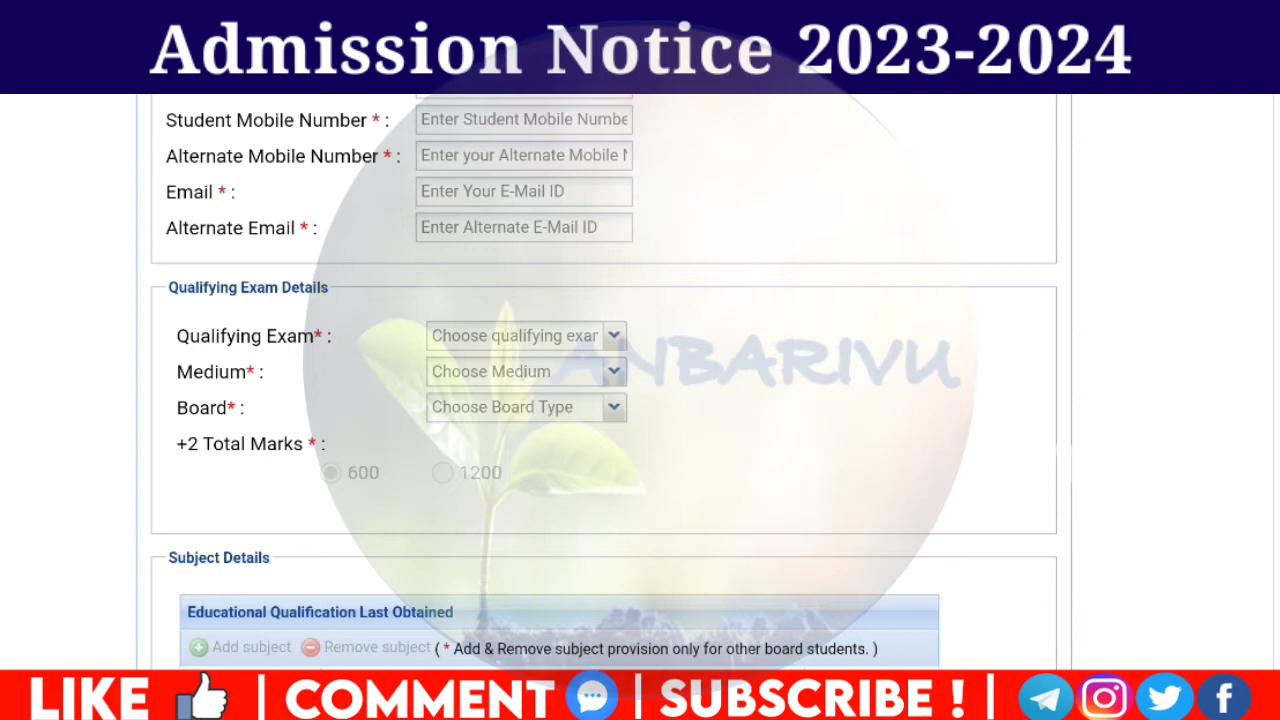 Admission Notice 2023-2024
Student Mobile Number * : Enter Student Mobile Numbe
Alternate Mobile Number * : Enter your Alternate Mobile N
Email * : Enter Your E-Mail ID
Alternate Email * : Enter Alternate E-Mail ID
Qualifying Exam Details
Qualifying Exam* : Choose qualifying exar
Medium* : Choose Medium
Board* : Choose Board Type
+2 Total Marks * :
600 1200
ANBARIVU
Subject Details
Educational Qualification Last Obtained
Add subject Remove subject ( * Add & Remove subject provision only for other board students. )
LIKE | COMMENT | SUBSCRIBE ! |